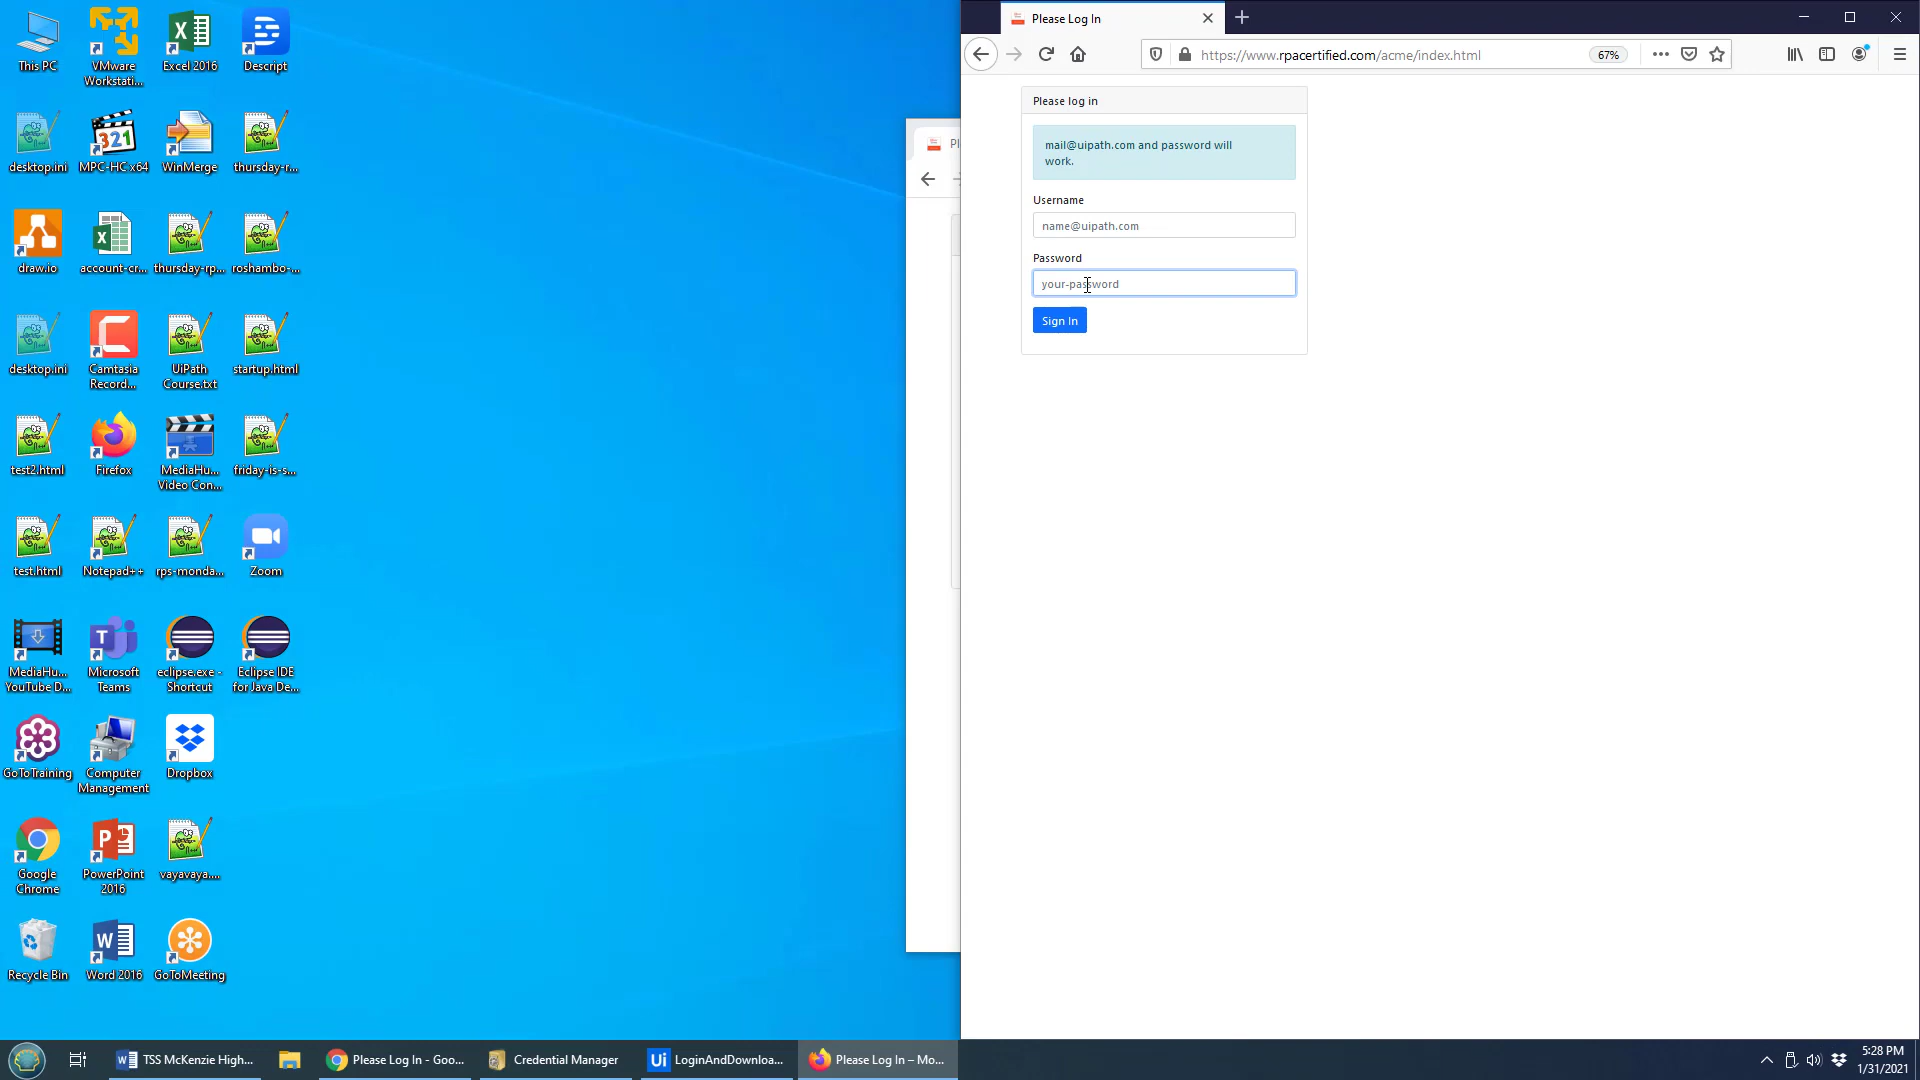 This PC
VMware
Workstati...
Excel 2016
Descript
desktop.ini
MPC-HC x64
WinMerge
thursday-r...
draw.io
account-cr...
thursday-rp...
roshambo-...
desktop.ini
Camtasia
Record...
UiPath
Course.txt
startup.html
test2.html
Firefox
MediaHu...
Video Con...
friday-is-s...
test.html
Notepad++
rps-monda...
Zoom
MediaHu...
YouTube D...
Microsoft
Teams
eclipse.exe -
Shortcut
Eclipse IDE
for Java De...
GoToTraining
Computer
Management
Dropbox
Google
Chrome
PowerPoint
2016
vayavaya....
Recycle Bin
Word 2016
GoToMeeting
Pl
Please Log In
https://www.rpacertified.com/acme/index.html
67%
Please log in
mail@uipath.com and password will
work.
Username
name@uipath.com
Password
your-password
Sign In
TSS McKenzie High...
Please Log In - Goo...
Credential Manager
Ui LoginAndDownloa...
Please Log In – Mo...
5:28 PM
1/31/2021